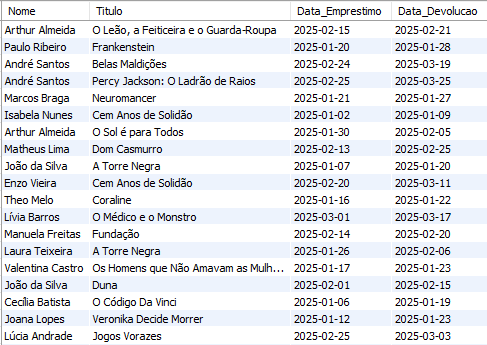 Nome Titulo Data_Emprestimo Data_Devolucao
Arthur Almeida O Leão, a Feiticeira e o Guarda-Roupa 2025-02-15 2025-02-21
Paulo Ribeiro Frankenstein 2025-01-20 2025-01-28
André Santos Belas Maldições 2025-02-24 2025-03-19
André Santos Percy Jackson: O Ladrão de Raios 2025-02-25 2025-03-25
Marcos Braga Neuromancer 2025-01-21 2025-01-27
Isabela Nunes Cem Anos de Solidão 2025-01-02 2025-01-09
Arthur Almeida O Sol é para Todos 2025-01-30 2025-02-05
Matheus Lima Dom Casmurro 2025-02-13 2025-02-25
João da Silva A Torre Negra 2025-01-07 2025-01-20
Enzo Vieira Cem Anos de Solidão 2025-02-20 2025-03-11
Theo Melo Coraline 2025-01-16 2025-01-22
Lívia Barros O Médico e o Monstro 2025-03-01 2025-03-17
Manuela Freitas Fundação 2025-02-14 2025-02-20
Laura Teixeira A Torre Negra 2025-01-26 2025-02-06
Valentina Castro Os Homens que Não Amavam as Mulh... 2025-01-17 2025-01-23
João da Silva Duna 2025-02-01 2025-02-15
Cecília Batista O Código Da Vinci 2025-01-06 2025-01-19
Joana Lopes Veronika Decide Morrer 2025-01-12 2025-01-23
Lúcia Andrade Jogos Vorazes 2025-02-25 2025-03-03